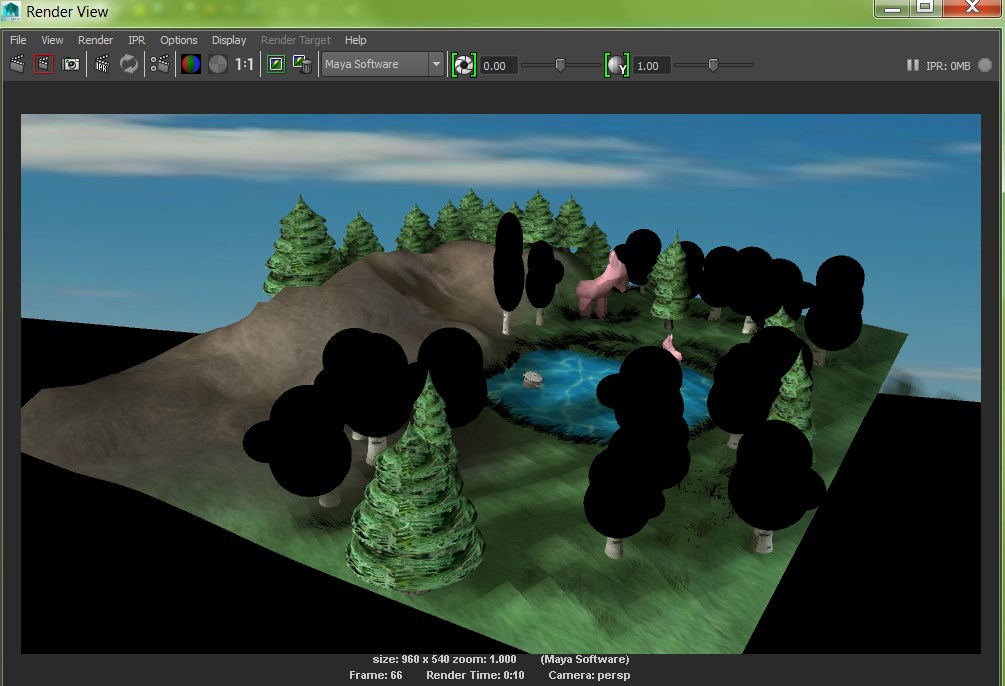 Render View
File View Render IPR Options Display Render Target Help
IPR 1:1 Maya Software 0.00 Y 1.00 IPR: 0MB
size: 960 x 540 zoom: 1.000 (Maya Software)
Frame: 66 Render Time: 0:10 Camera: persp